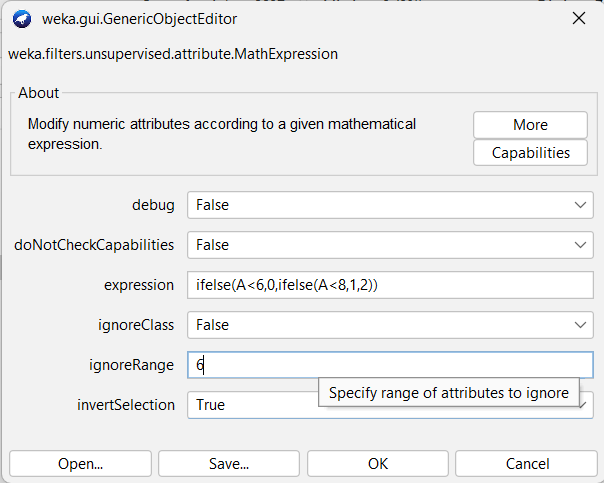 weka.gui.GenericObjectEditor
weka.filters.unsupervised.attribute.MathExpression
About
Modify numeric attributes according to a given mathematical
expression.
More
Capabilities
debug False
doNotCheckCapabilities False
expression ifelse(A<6,0,ifelse(A<8,1,2))
ignoreClass False
ignoreRange 6
Specify range of attributes to ignore
invertSelection True
Open... Save... OK Cancel